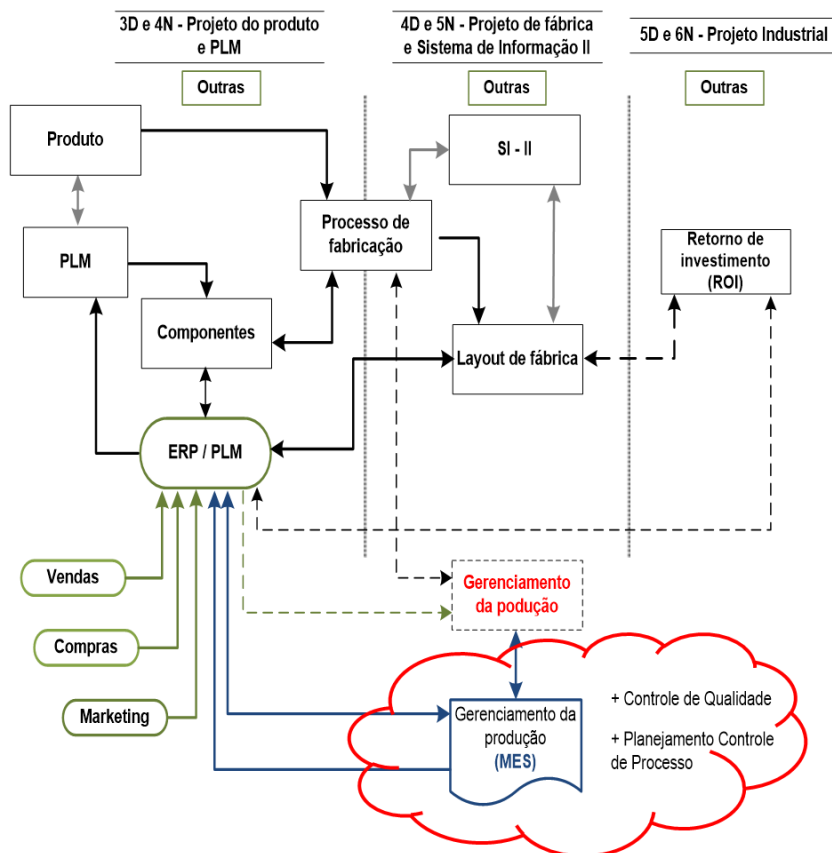 3D e 4N - Projeto do produto
e PLM
4D e 5N - Projeto de fábrica
e Sistema de Informação II
5D e 6N - Projeto Industrial
Outras
Outras
Outras
Produto
SI - II
Processo de
fabricação
PLM
Retorno de
investimento
(ROI)
Componentes
Layout de fábrica
ERP / PLM
Vendas
Gerenciamento
da podução
Compras
Marketing
Gerenciamento da
produção
(MES)
+ Controle de Qualidade
+ Planejamento Controle
de Processo